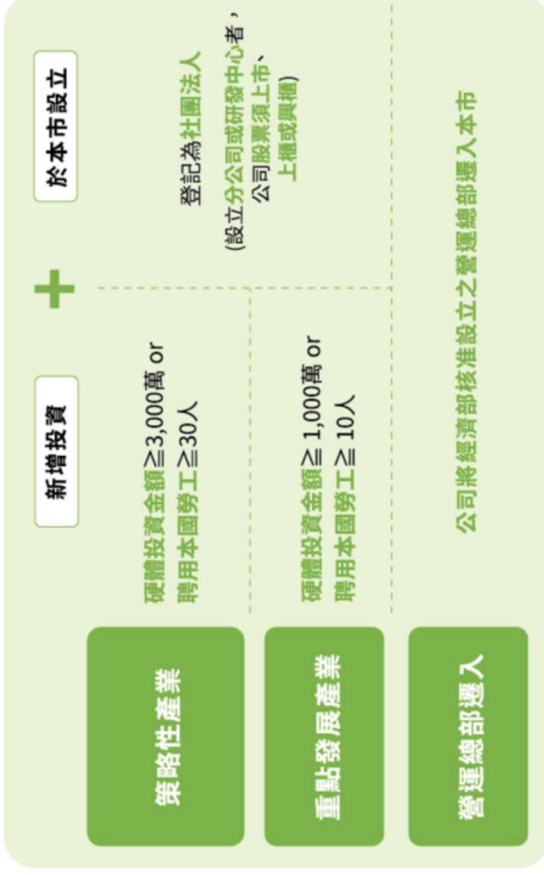 新增投資
+
於本市設立
策略性產業
硬體投資金額≧3,000萬 or
聘用本國勞工≧30人
登記為社團法人
(設立分公司或研發中心者，
公司股票須上市、
上櫃或興櫃)
重點發展產業
硬體投資金額≧ 1,000萬 or
聘用本國勞工≧ 10人
營運總部遷入
公司將經濟部核准設立之營運總部遷入本市